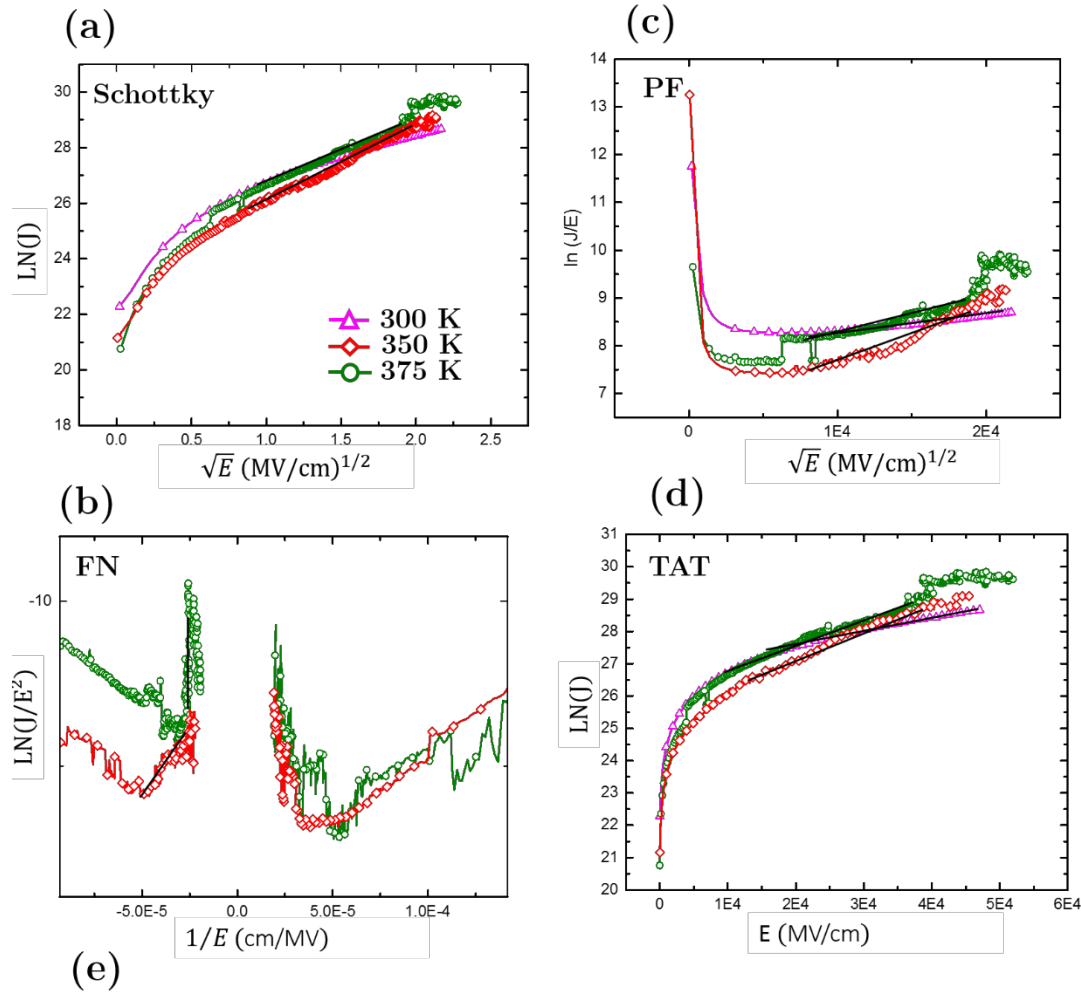 (a)
Schottky
LN(J)
30
28
26
24
22
20
18
300 K
350 K
375 K
0.0
0.5
1.0
1.5
2.0
2.5
√E (MV/cm)^1/2
(c)
PF
ln (J/E)
14
13
12
11
10
9
8
7
0
1E4
2E4
√E (MV/cm)^1/2
(b)
FN
LN(J/E^2)
-10
-5.0E-5
0.0
5.0E-5
1.0E-4
1/E (cm/MV)
(d)
TAT
LN(J)
31
30
29
28
27
26
25
24
23
22
21
20
0
1E4
2E4
3E4
4E4
5E4
6E4
E (MV/cm)
(e)